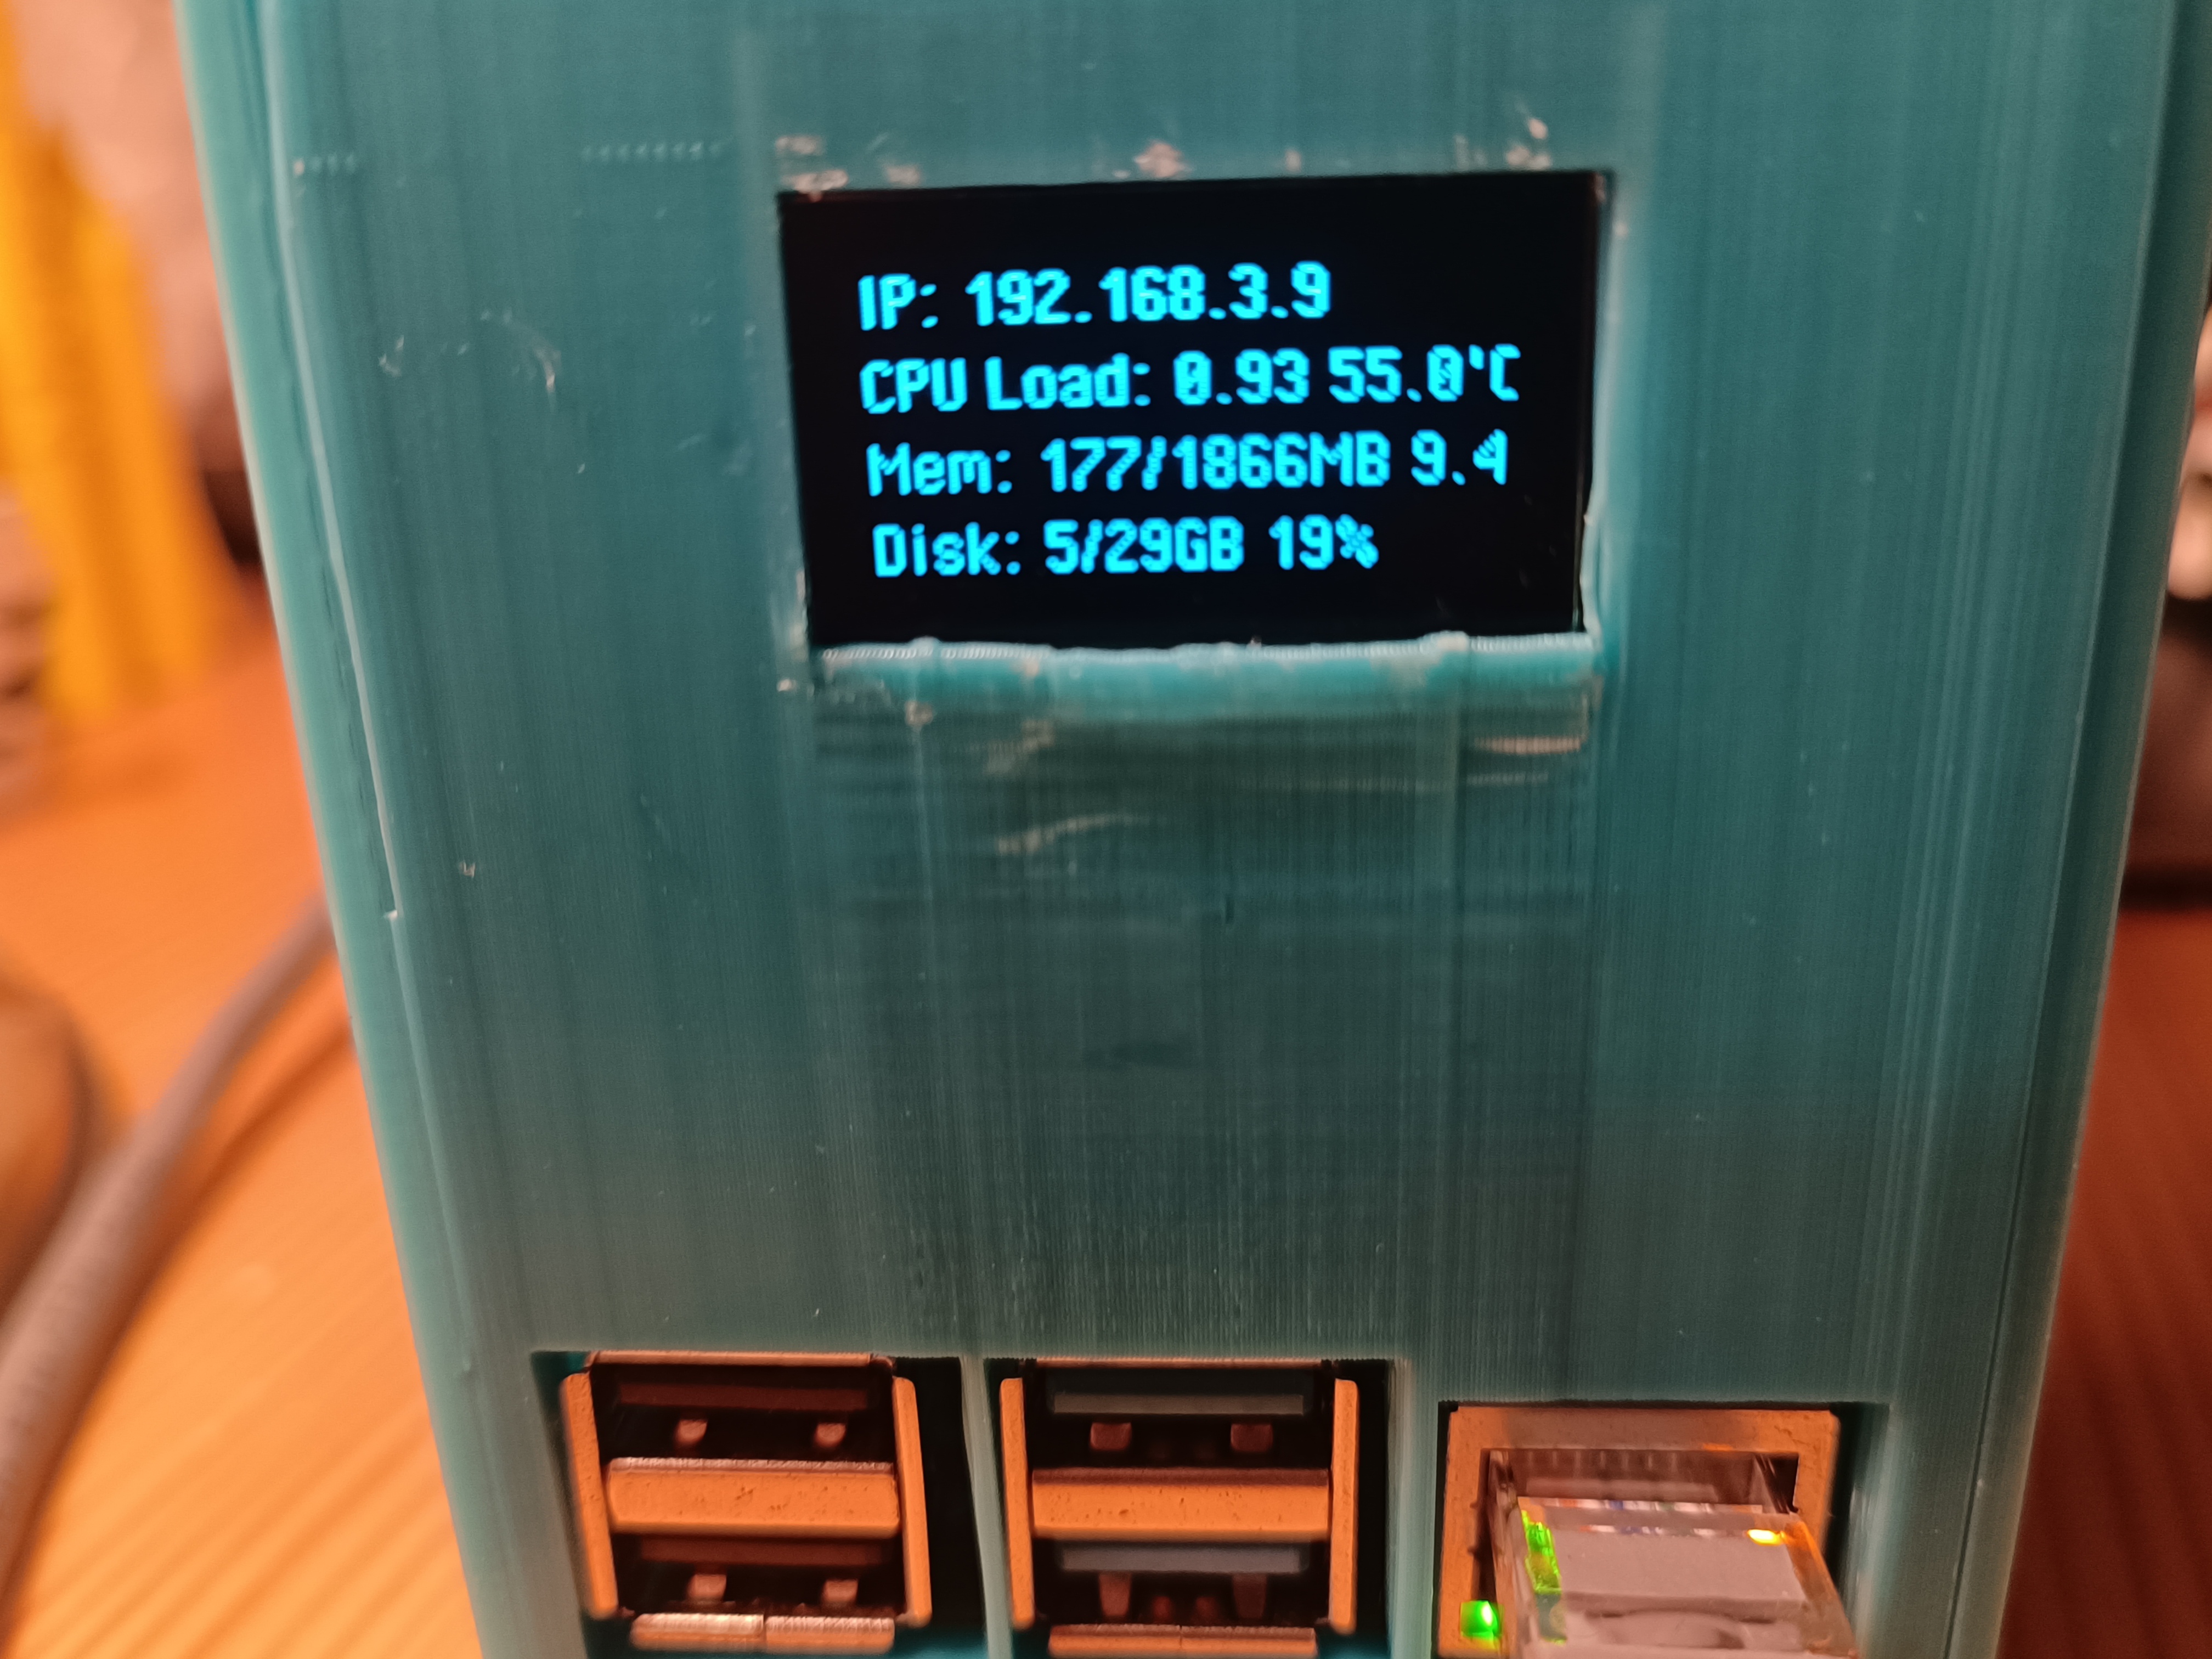 IP: 192.168.3.9
CPU Load: 0.93 55.0'C
Mem: 177/1866MB 9.4
Disk: 5/29GB 19%